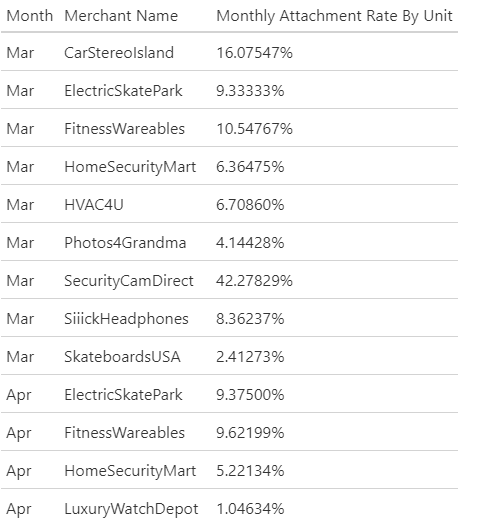 Month Merchant Name Monthly Attachment Rate By Unit
Mar CarStereoIsland 16.07547%
Mar ElectricSkatePark 9.33333%
Mar FitnessWareables 10.54767%
Mar HomeSecurityMart 6.36475%
Mar HVAC4U 6.70860%
Mar Photos4Grandma 4.14428%
Mar SecurityCamDirect 42.27829%
Mar SiiickHeadphones 8.36237%
Mar SkateboardsUSA 2.41273%
Apr ElectricSkatePark 9.37500%
Apr FitnessWareables 9.62199%
Apr HomeSecurityMart 5.22134%
Apr LuxuryWatchDepot 1.04634%